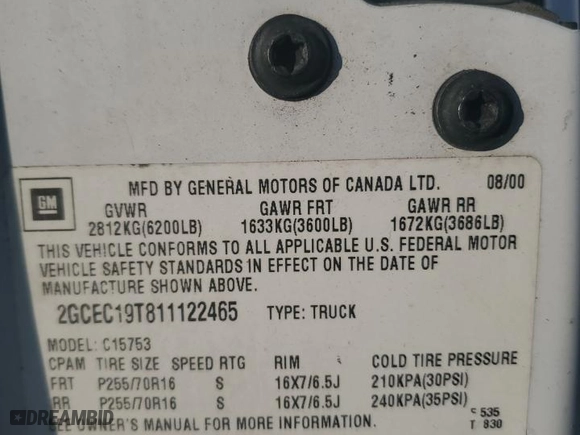 MFD BY GENERAL MOTORS OF CANADA LTD. 08/00
GM
GVWR GAWR FRT GAWR RR
2812KG(6200LB) 1633KG(3600LB) 1672KG(3686LB)
THIS VEHICLE CONFORMS TO ALL APPLICABLE U.S. FEDERAL MOTOR
VEHICLE SAFETY STANDARDS IN EFFECT ON THE DATE OF
MANUFACTURE SHOWN ABOVE.
2GCEC19T811122465 TYPE: TRUCK
MODEL: C15753
CPAM TIRE SIZE SPEED RTG RIM COLD TIRE PRESSURE
FRT P255/70R16 S 16X7/6.5J 210KPA(30PSI)
RR P255/70R16 S 16X7/6.5J 240KPA(35PSI)
SEE OWNER'S MANUAL FOR MORE INFORMATION.
S 535
T 830
DREAMBID